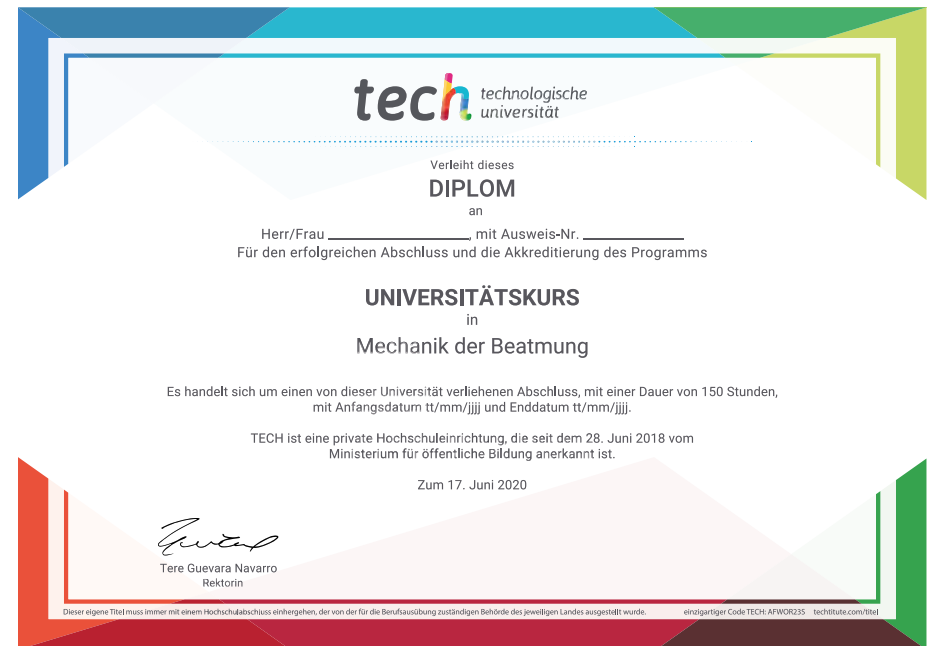 tech technologische
universität
Verleiht dieses
DIPLOM
an
Herr/Frau ____________, mit Ausweis-Nr. ____________
Für den erfolgreichen Abschluss und die Akkreditierung des Programms
UNIVERSITÄTSKURS
in
Mechanik der Beatmung
Es handelt sich um einen von dieser Universität verliehenen Abschluss, mit einer Dauer von 150 Stunden,
mit Anfangsdatum tt/mm/jjjj und Enddatum tt/mm/jjjj.
TECH ist eine private Hochschuleinrichtung, die seit dem 28. Juni 2018 vom
Ministerium für öffentliche Bildung anerkannt ist.
Zum 17. Juni 2020
Tere Guevara Navarro
Rektorin
Dieser eigene Titel muss immer mit einem Hochschulabschluss einhergehen, der von der für die Berufsausübung zuständigen Behörde des jeweiligen Landes ausgestellt wurde. einzigartiger Code TECH: AFWOR23S techtitute.com/titel